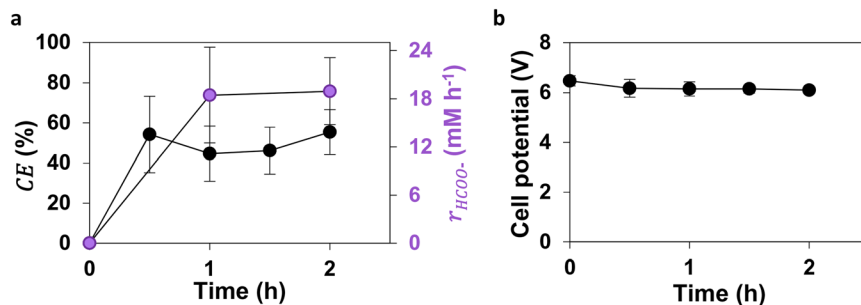 a
100
80
60
40
20
0
CE (%)
0 1 2
Time (h)
24
18
12
6
0
r_HCOO- (mM h⁻¹)
b
8
6
4
2
0
Cell potential (V)
0 1 2
Time (h)